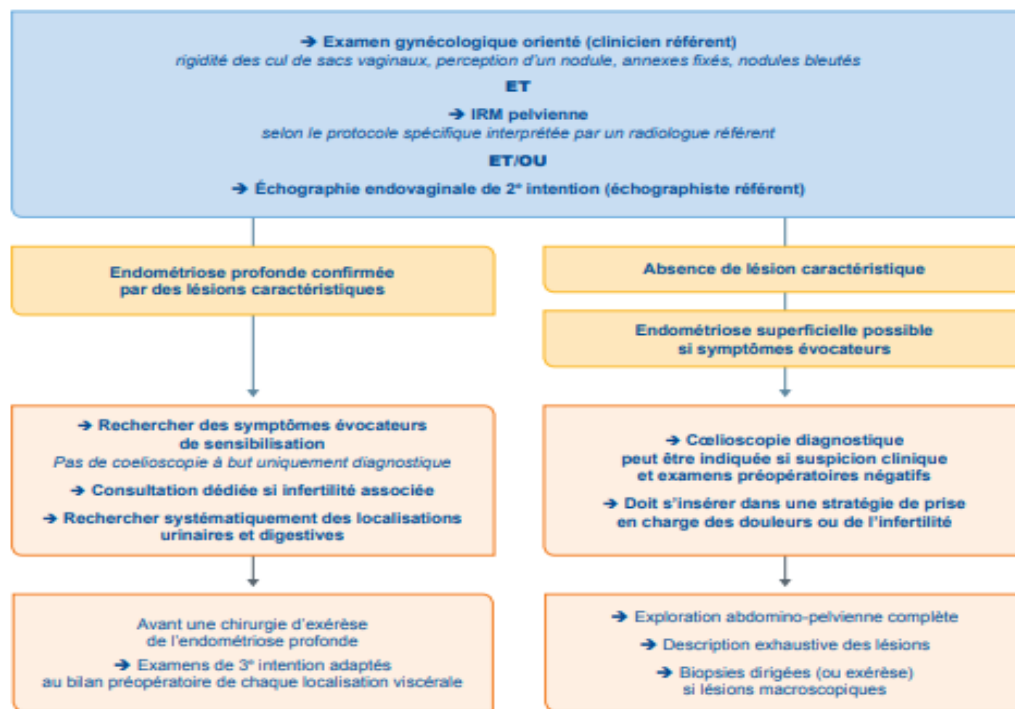 ➔ Examen gynécologique orienté (clinicien référent)
rigidité des cul de sacs vaginaux, perception d'un nodule, annexes fixés, nodules bleutés
ET
➔ IRM pelvienne
selon le protocole spécifique interprétée par un radiologue référent
ET/OU
➔ Échographie endovaginale de 2e intention (échographiste référent)
Endométriose profonde confirmée
par des lésions caractéristiques
Absence de lésion caractéristique
Endométriose superficielle possible
si symptômes évocateurs
➔ Rechercher des symptômes évocateurs
de sensibilisation
Pas de coelioscopie à but uniquement diagnostique
➔ Consultation dédiée si infertilité associée
➔ Rechercher systématiquement des localisations
urinaires et digestives
➔ Cœlioscopie diagnostique
peut être indiquée si suspicion clinique
et examens préopératoires négatifs
➔ Doit s'insérer dans une stratégie de prise
en charge des douleurs ou de l'infertilité
Avant une chirurgie d'exérèse
de l'endométriose profonde
➔ Examens de 3e intention adaptés
au bilan préopératoire de chaque localisation viscérale
➔ Exploration abdomino-pelvienne complète
➔ Description exhaustive des lésions
➔ Biopsies dirigées (ou exérèse)
si lésions macroscopiques